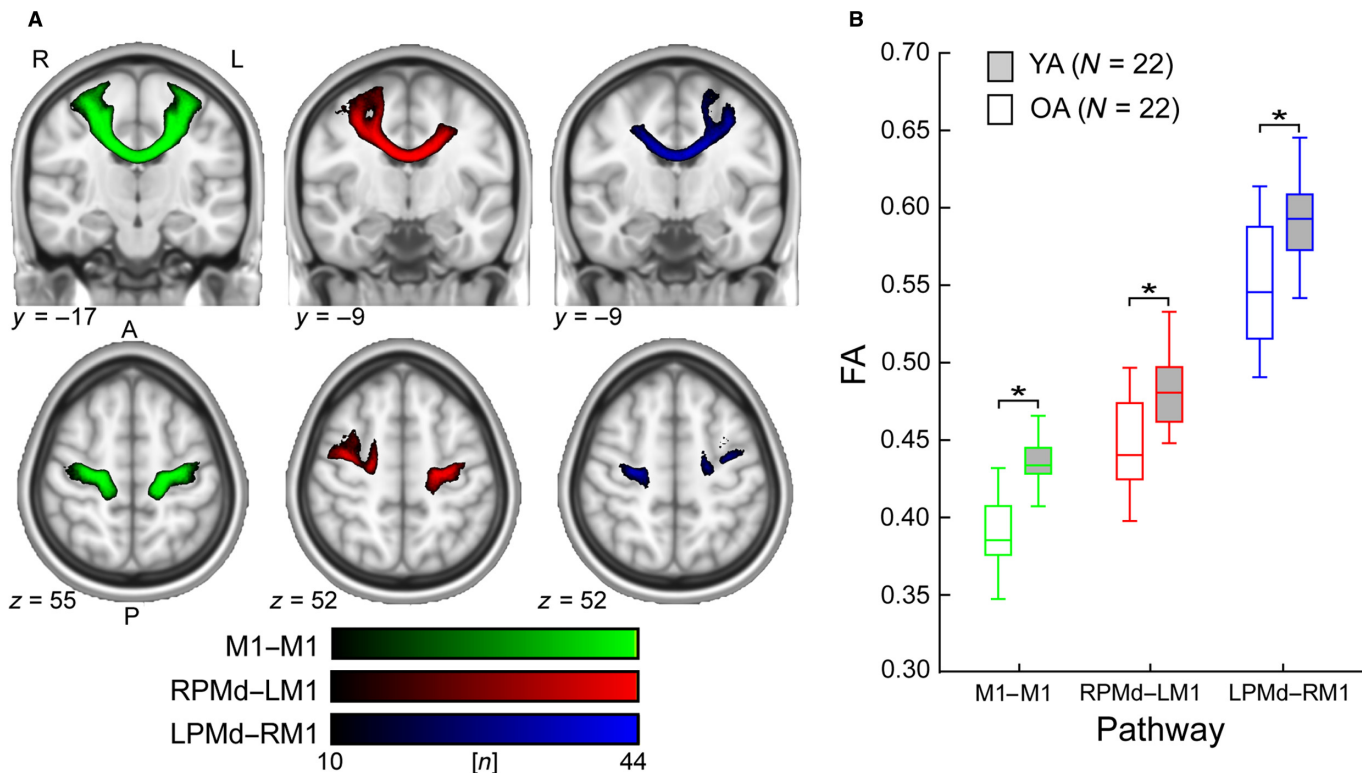 A
R L
y = –17
y = –9
y = –9
A
z = 55
P
z = 52
z = 52
M1–M1
RPMd–LM1
LPMd–RM1
10 [n] 44
B
YA (N = 22)
OA (N = 22)
*
*
*
FA
0.70
0.65
0.60
0.55
0.50
0.45
0.40
0.35
0.30
M1–M1 RPMd–LM1 LPMd–RM1
Pathway